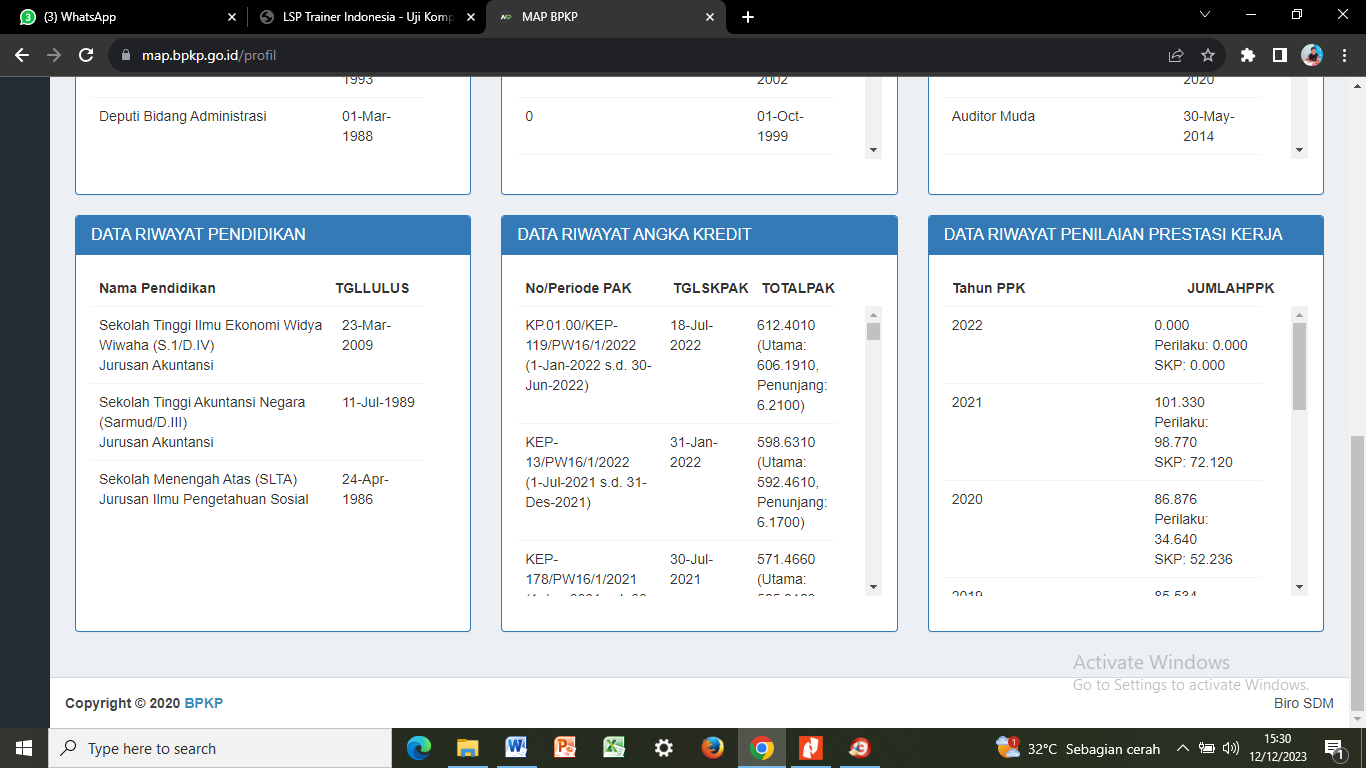 (3) WhatsApp
LSP Trainer Indonesia - Uji Komp
MAP BPKP
map.bpkp.go.id/profil
1993
Deputi Bidang Administrasi 01-Mar-
1988
2002
0 01-Oct-
1999
2020
Auditor Muda 30-May-
2014
DATA RIWAYAT PENDIDIKAN
Nama Pendidikan TGLLULUS
Sekolah Tinggi Ilmu Ekonomi Widya 23-Mar-
Wiwaha (S.1/D.IV) 2009
Jurusan Akuntansi
Sekolah Tinggi Akuntansi Negara 11-Jul-1989
(Sarmud/D.III)
Jurusan Akuntansi
Sekolah Menengah Atas (SLTA) 24-Apr-
Jurusan Ilmu Pengetahuan Sosial 1986
DATA RIWAYAT ANGKA KREDIT
No/Periode PAK TGLSKPAK TOTALPAK
KP.01.00/KEP- 18-Jul- 612.4010
119/PW16/1/2022 2022 (Utama:
(1-Jan-2022 s.d. 30- 606.1910,
Jun-2022) Penunjang:
6.2100)
KEP- 31-Jan- 598.6310
13/PW16/1/2022 2022 (Utama:
(1-Jul-2021 s.d. 31- 592.4610,
Des-2021) Penunjang:
6.1700)
KEP- 30-Jul- 571.4660
178/PW16/1/2021 2021 (Utama:
DATA RIWAYAT PENILAIAN PRESTASI KERJA
Tahun PPK JUMLAHPPK
2022 0.000
Perilaku: 0.000
SKP: 0.000
2021 101.330
Perilaku:
98.770
SKP: 72.120
2020 86.876
Perilaku:
34.640
SKP: 52.236
2019 85.534
Activate Windows
Go to Settings to activate Windows.
Copyright © 2020 BPKP
Biro SDM
Type here to search
32°C Sebagian cerah
15:30
12/12/2023